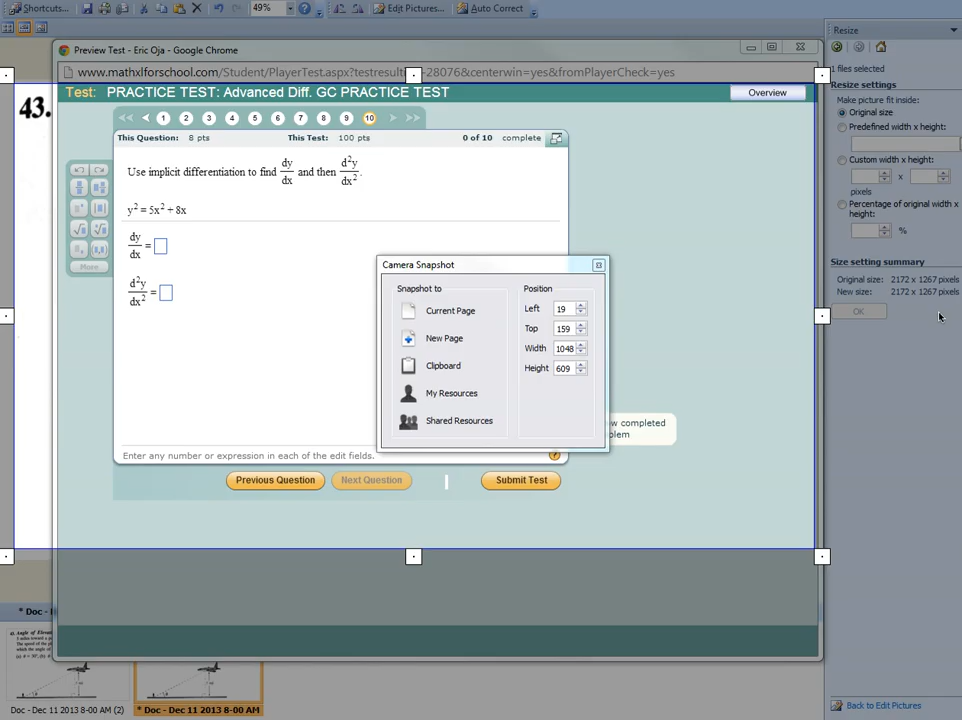 Shortcuts...
49%
Edit Pictures...
Auto Correct
Preview Test - Eric Oja - Google Chrome
www.mathxlforschool.com/Student/PlayerTest.aspx?testresulti -28076&centerwin=yes&fromPlayerCheck=yes
Test: PRACTICE TEST: Advanced Diff. GC PRACTICE TEST
Overview
43.
1 2 3 4 5 6 7 8 9 10
This Question: 8 pts
This Test: 100 pts
0 of 10 complete
Use implicit differentiation to find dy/dx and then d²y/dx².
y² = 5x² + 8x
dy/dx =
d²y/dx² =
More
Camera Snapshot
Snapshot to
Current Page
New Page
Clipboard
My Resources
Shared Resources
Position
Left 19
Top 159
Width 1048
Height 609
w completed
blem
Enter any number or expression in each of the edit fields.
?
Previous Question
Next Question
Submit Test
Resize
1 files selected
Resize settings
Make picture fit inside:
Original size
Predefined width x height:
Custom width x height:
x
pixels
Percentage of original width x
height:
%
Size setting summary
Original size: 2172 x 1267 pixels
New size: 2172 x 1267 pixels
OK
Back to Edit Pictures
* Doc - D
Doc - Dec 11 2013 8-00 AM (2)
* Doc - Dec 11 2013 8-00 AM